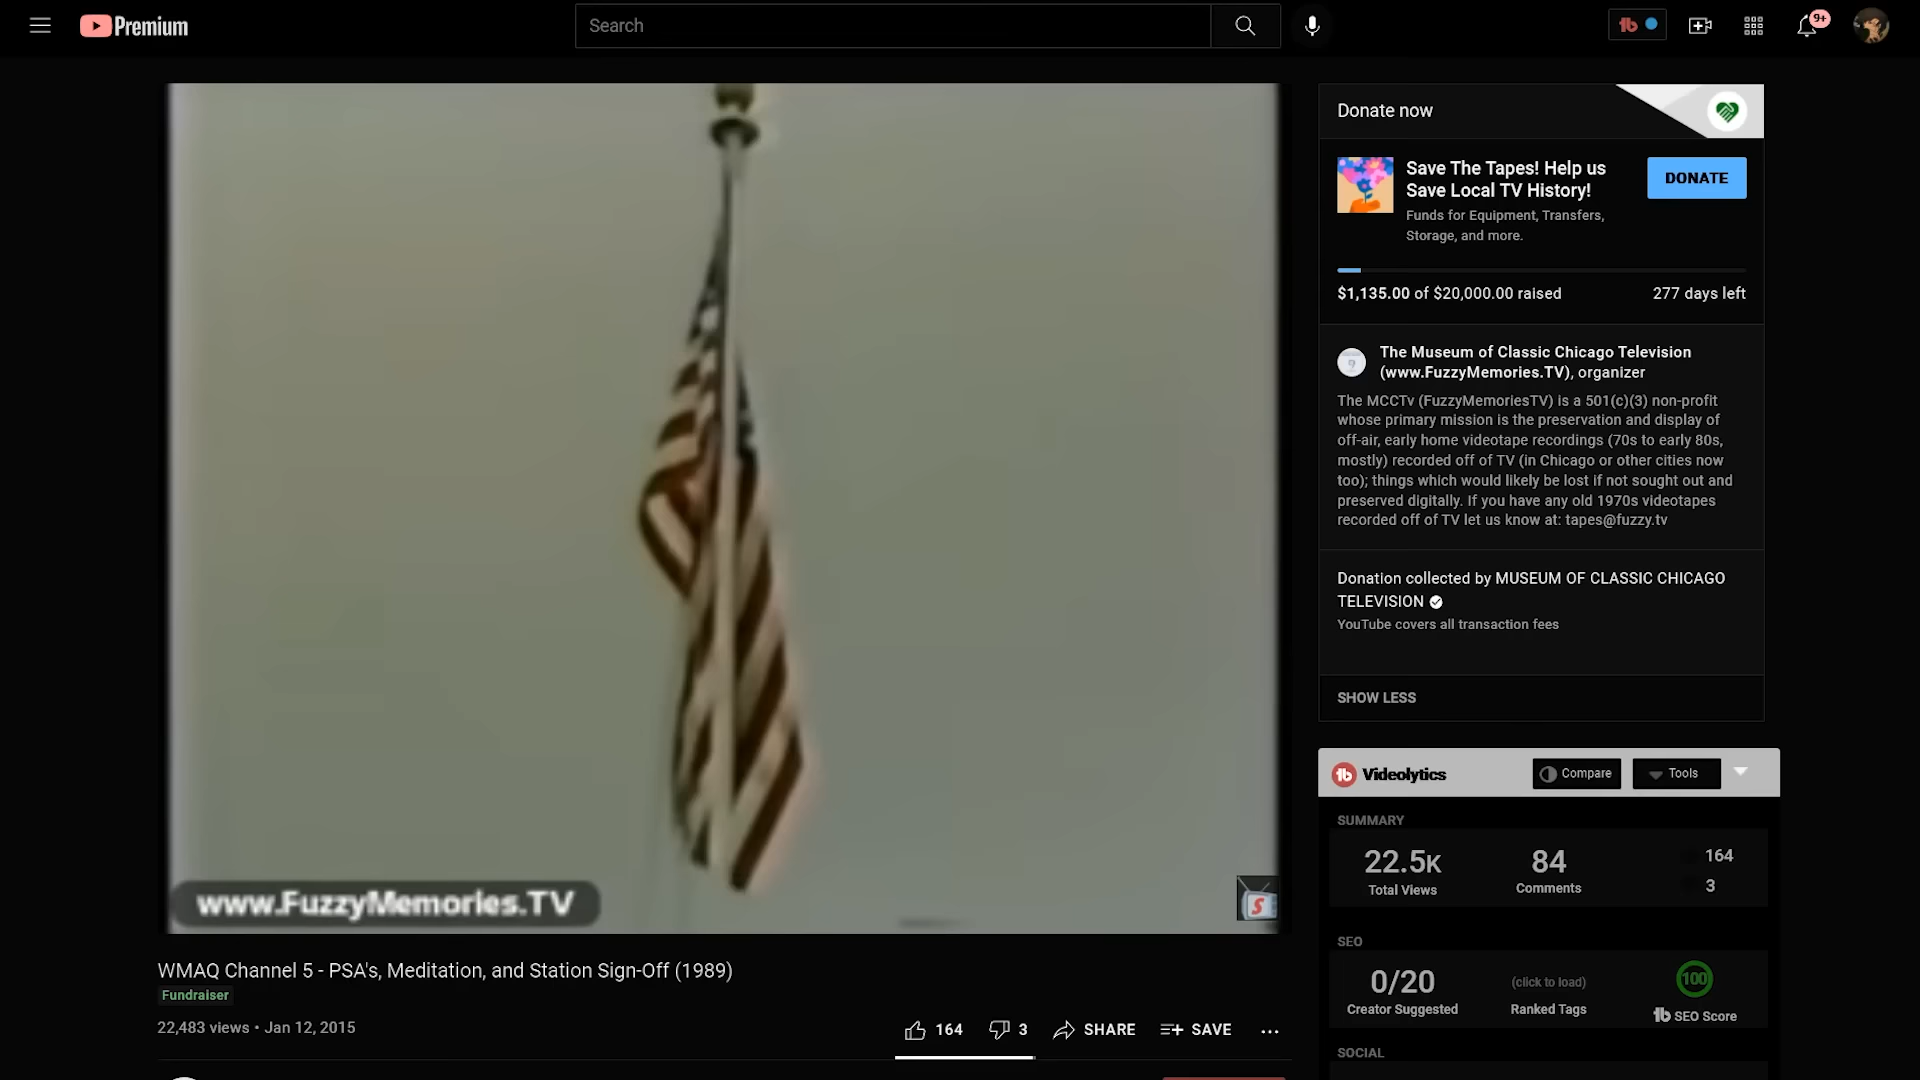 Premium
Search
9+
Donate now
Save The Tapes! Help us
Save Local TV History!
Funds for Equipment, Transfers,
Storage, and more.
DONATE
$1,135.00 of $20,000.00 raised
277 days left
The Museum of Classic Chicago Television
(www.FuzzyMemories.TV), organizer
The MCCTv (FuzzyMemoriesTV) is a 501(c)(3) non-profit
whose primary mission is the preservation and display of
off-air, early home videotape recordings (70s to early 80s,
mostly) recorded off of TV (in Chicago or other cities now
too); things which would likely be lost if not sought out and
preserved digitally. If you have any old 1970s videotapes
recorded off of TV let us know at: tapes@fuzzy.tv
Donation collected by MUSEUM OF CLASSIC CHICAGO
TELEVISION
YouTube covers all transaction fees
SHOW LESS
www.FuzzyMemories.TV
S
WMAQ Channel 5 - PSA's, Meditation, and Station Sign-Off (1989)
Fundraiser
22,483 views • Jan 12, 2015
164
3
SHARE
SAVE
Videolytics
Compare
Tools
SUMMARY
22.5K
Total Views
84
Comments
164
3
SEO
0/20
Creator Suggested
(click to load)
Ranked Tags
100
SEO Score
SOCIAL